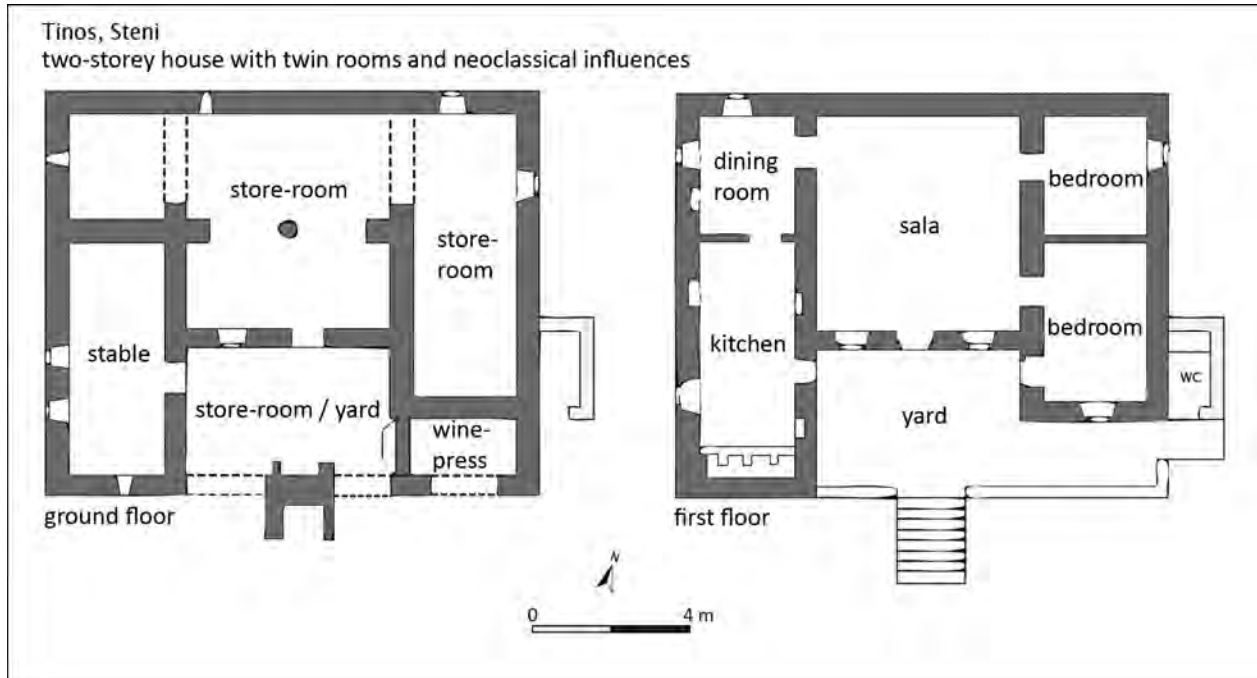 Tinos, Steni
two-storey house with twin rooms and neoclassical influences
store-room
store-
room
stable
store-room / yard
wine-
press
ground floor
dining
room
sala
bedroom
kitchen
bedroom
yard
WC
first floor
N
0 4 m